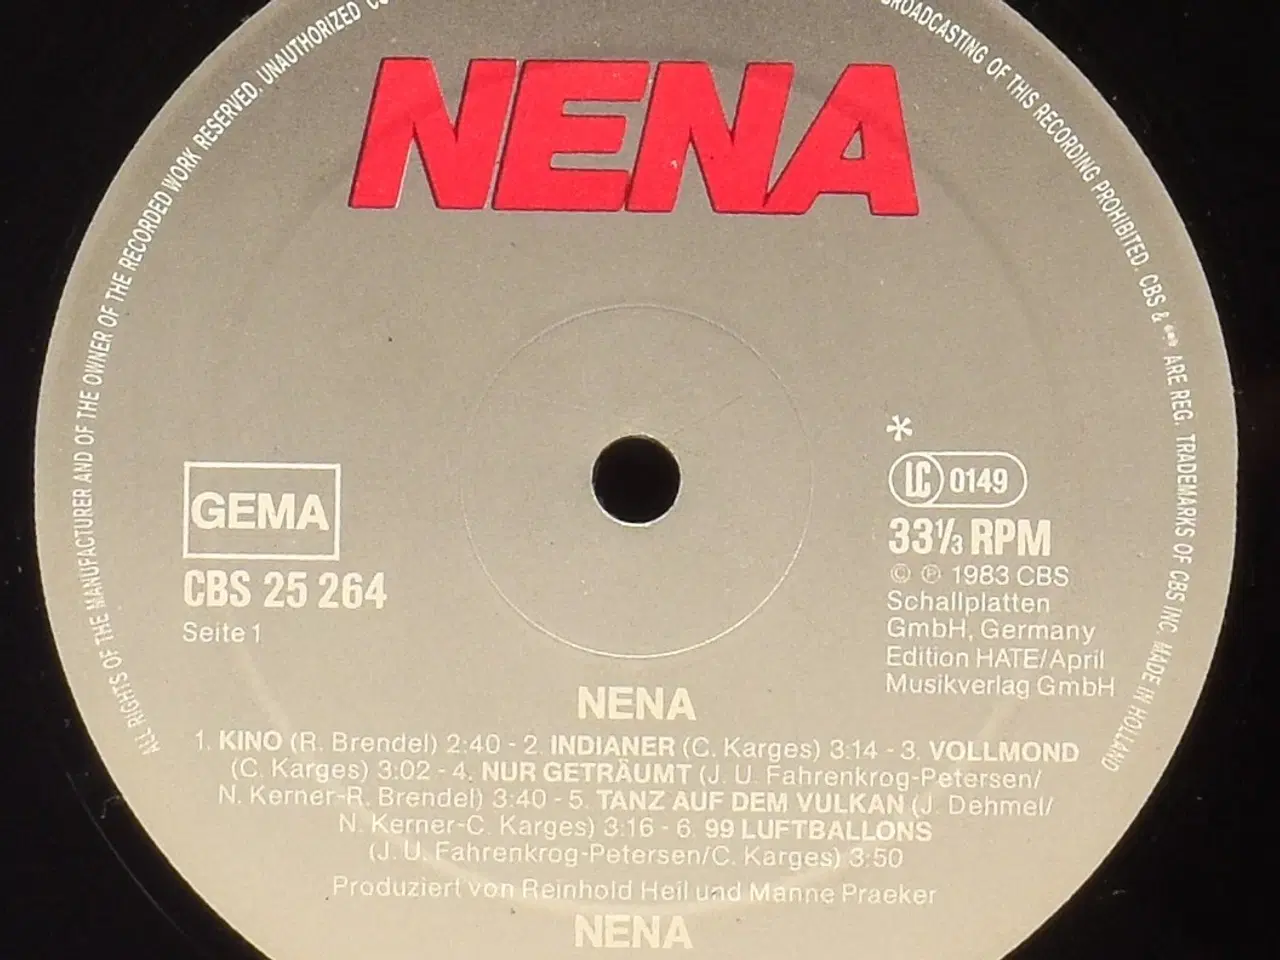 ALL RIGHTS OF THE MANUFACTURER AND OF THE OWNER OF THE RECORDED WORK RESERVED. UNAUTHORIZED
BROADCASTING OF THIS RECORDING PROHIBITED. CBS & ARE REG. TRADEMARKS OF CBS INC. MADE IN HOLLAND
NENA
GEMA
CBS 25 264
Seite 1
*
LC 0149
33⅓ RPM
© ℗ 1983 CBS
Schallplatten
GmbH, Germany
Edition HATE/April
Musikverlag GmbH
NENA
1. KINO (R. Brendel) 2:40 - 2. INDIANER (C. Karges) 3:14 - 3. VOLLMOND
(C. Karges) 3:02 - 4. NUR GETRÄUMT (J. U. Fahrenkrog-Petersen/
N. Kerner-R. Brendel) 3:40 - 5. TANZ AUF DEM VULKAN (J. Dehmel/
N. Kerner-C. Karges) 3:16 - 6. 99 LUFTBALLONS
(J. U. Fahrenkrog-Petersen/C. Karges) 3:50
Produziert von Reinhold Heil und Manne Praeker
NENA